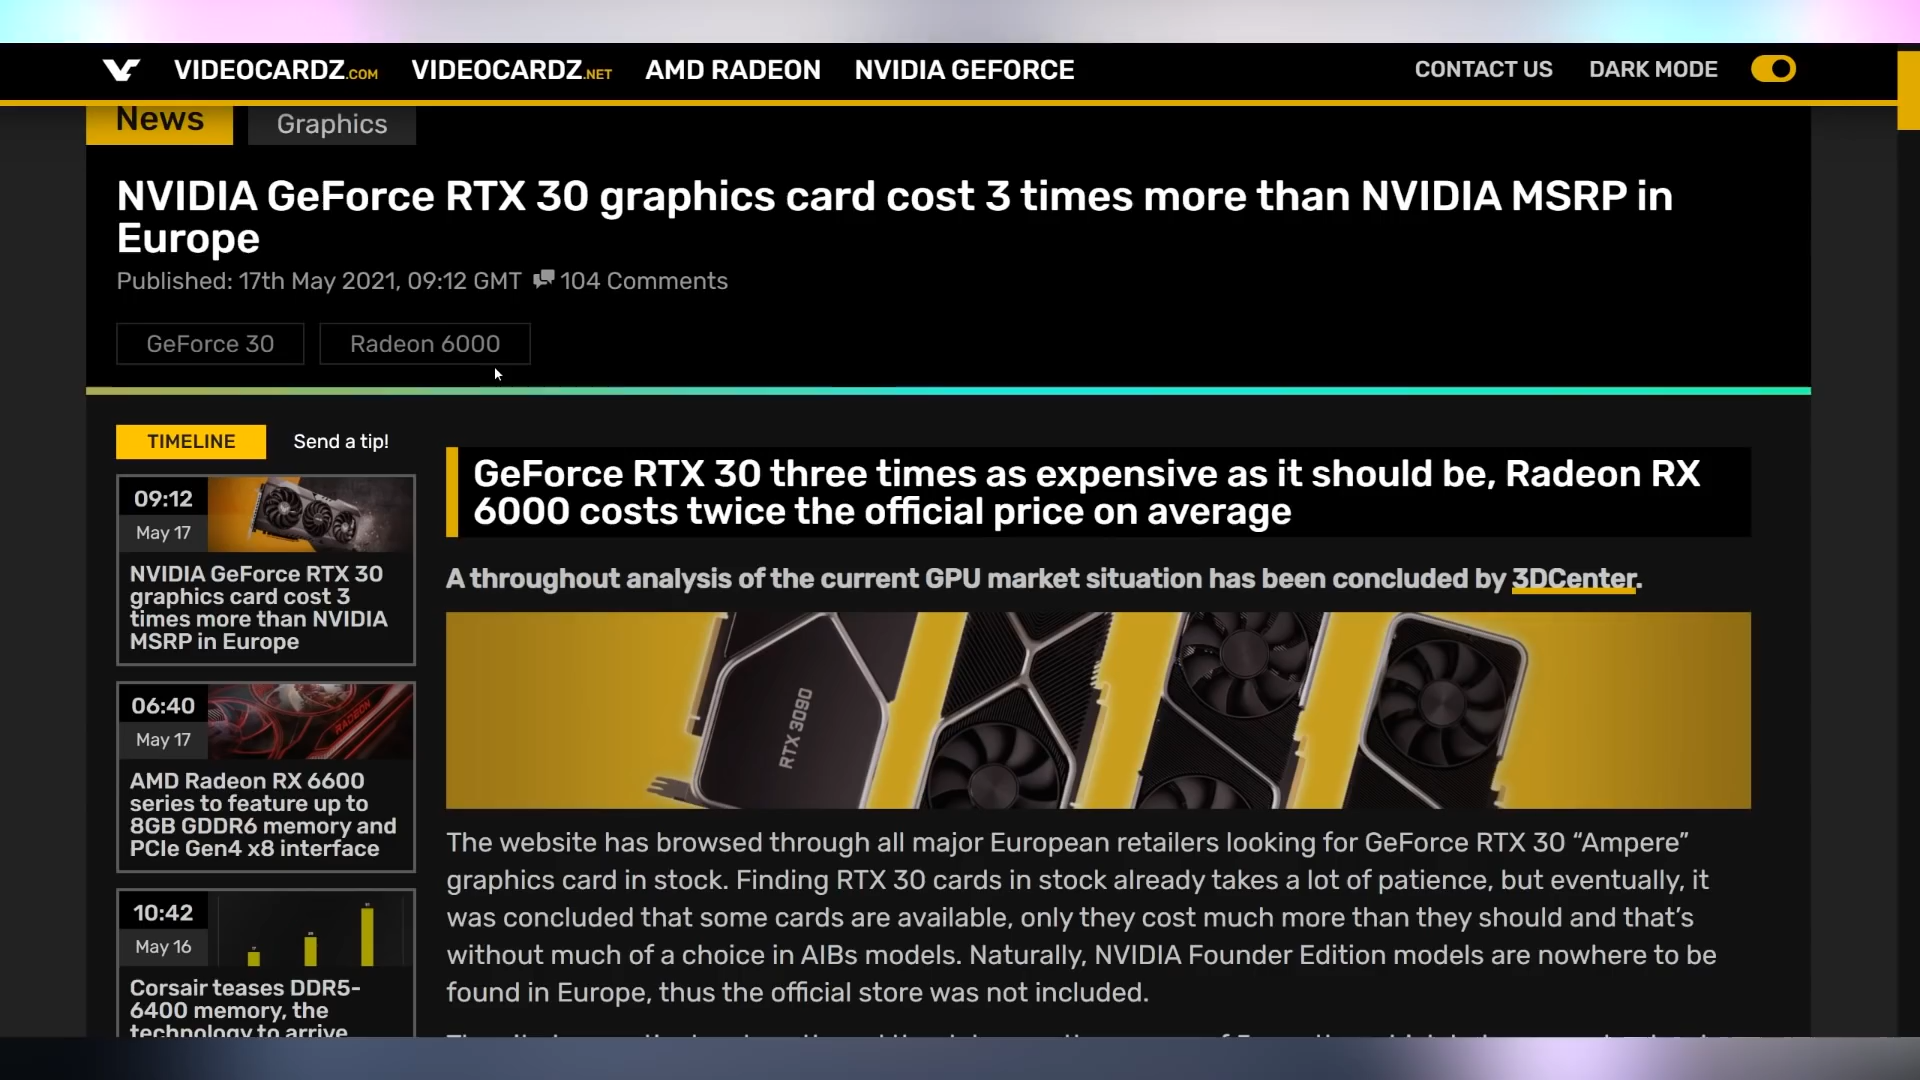 VIDEOCARDZ.COM VIDEOCARDZ.NET AMD RADEON NVIDIA GEFORCE CONTACT US DARK MODE
News Graphics
NVIDIA GeForce RTX 30 graphics card cost 3 times more than NVIDIA MSRP in
Europe
Published: 17th May 2021, 09:12 GMT 104 Comments
GeForce 30 Radeon 6000
TIMELINE Send a tip!
09:12
May 17
NVIDIA GeForce RTX 30
graphics card cost 3
times more than NVIDIA
MSRP in Europe
06:40
May 17
RADEON
AMD Radeon RX 6600
series to feature up to
8GB GDDR6 memory and
PCIe Gen4 x8 interface
10:42
May 16
Corsair teases DDR5-
6400 memory, the
technology to arrive
GeForce RTX 30 three times as expensive as it should be, Radeon RX
6000 costs twice the official price on average
A throughout analysis of the current GPU market situation has been concluded by 3DCenter.
RTX 3090
The website has browsed through all major European retailers looking for GeForce RTX 30 “Ampere”
graphics card in stock. Finding RTX 30 cards in stock already takes a lot of patience, but eventually, it
was concluded that some cards are available, only they cost much more than they should and that’s
without much of a choice in AIBs models. Naturally, NVIDIA Founder Edition models are nowhere to be
found in Europe, thus the official store was not included.